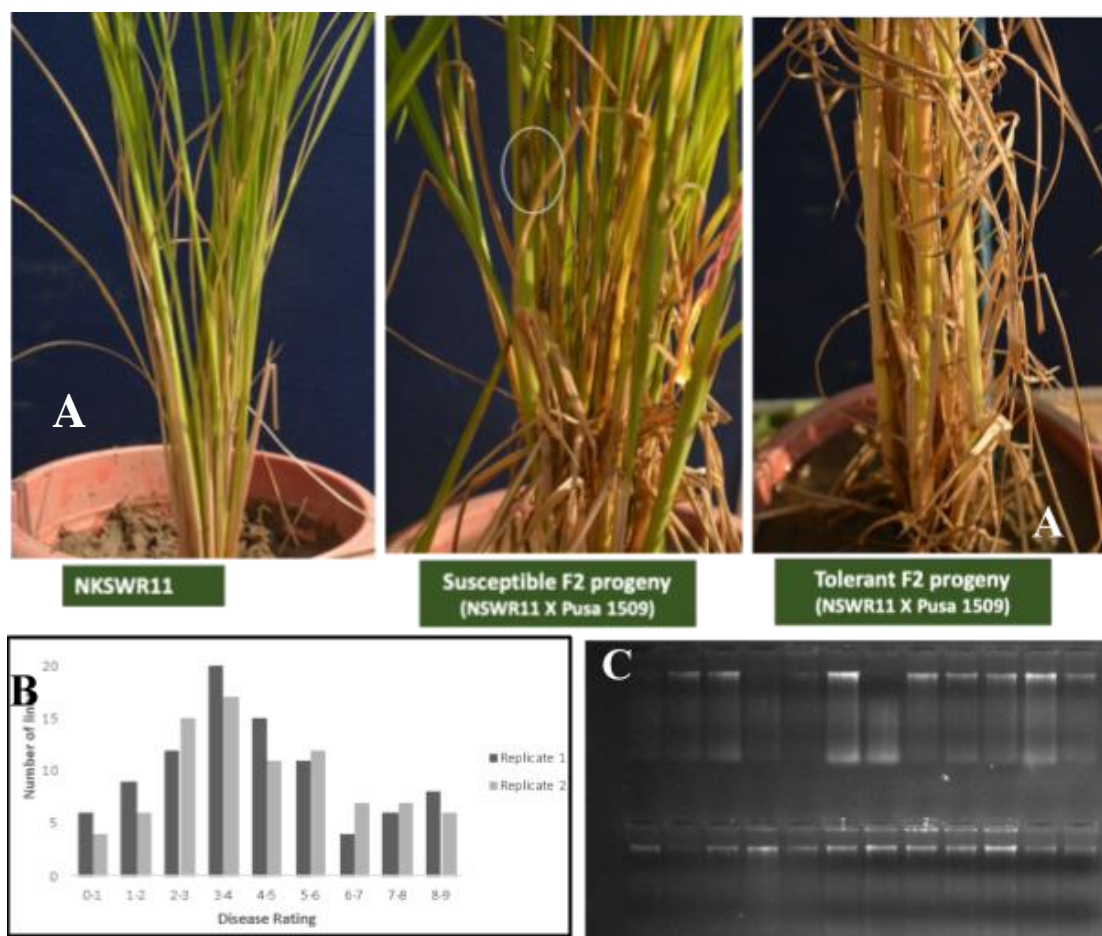 A
A
NKSWR11
Susceptible F2 progeny
(NSWR11 X Pusa 1509)
Tolerant F2 progeny
(NSWR11 X Pusa 1509)
B
C
20
15
10
5
0
Number of
Replicate 1
Replicate 2
0-1 1-2 2-3 3-4 4-5 5-6 6-7 7-8 8-9
Disease Rating